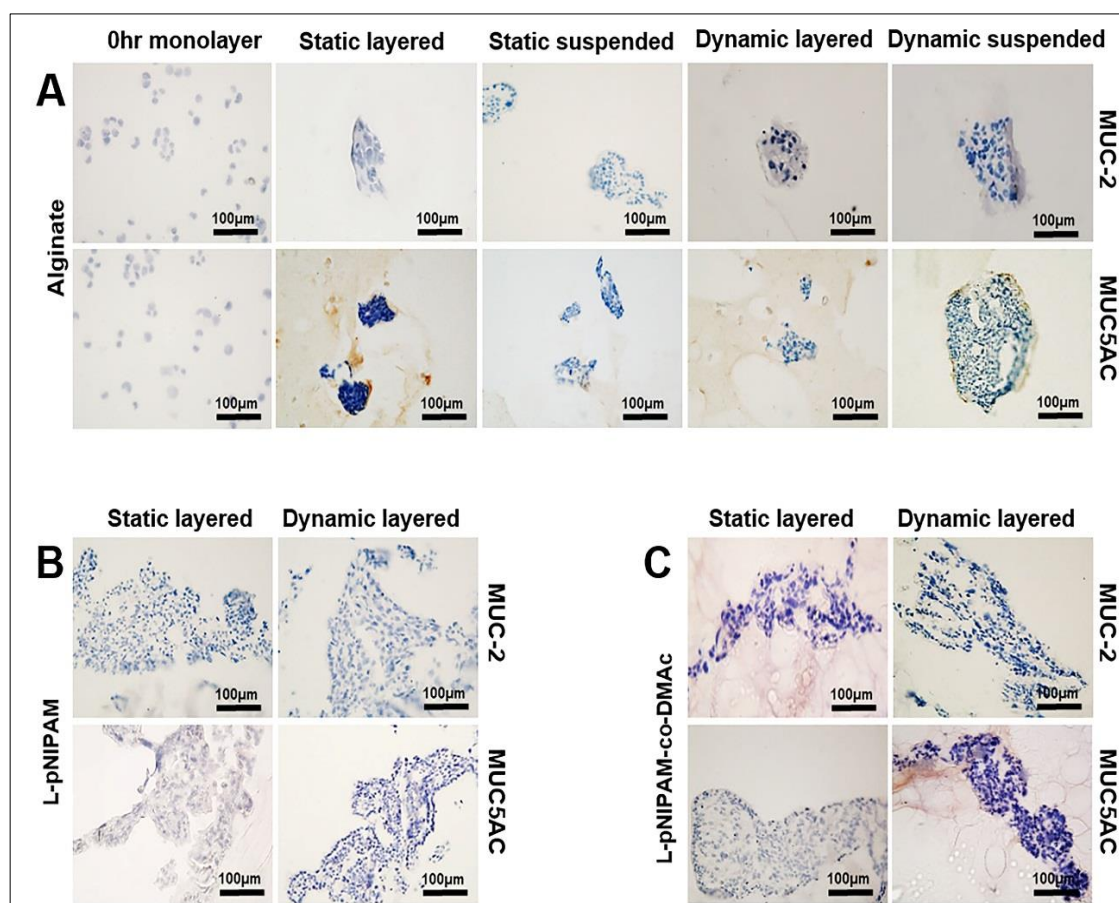 0hr monolayer Static layered Static suspended Dynamic layered Dynamic suspended
A
Alginate
MUC-2
100µm 100µm 100µm 100µm 100µm
MUC5AC
100µm 100µm 100µm 100µm 100µm
Static layered Dynamic layered
B
L-pNIPAM
MUC-2
100µm 100µm
MUC5AC
100µm 100µm
Static layered Dynamic layered
C
L-pNIPAM-co-DMAc
MUC-2
100µm 100µm
MUC5AC
100µm 100µm